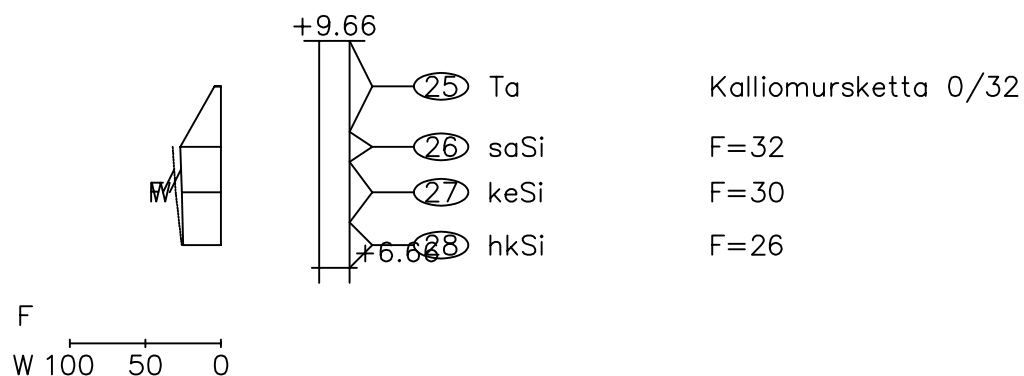 +9.66
25 Ta Kalliomursketta 0/32
26 saSi F=32
FW 27 keSi F=30
+6.66 28 hkSi F=26
F
W 100 50 0